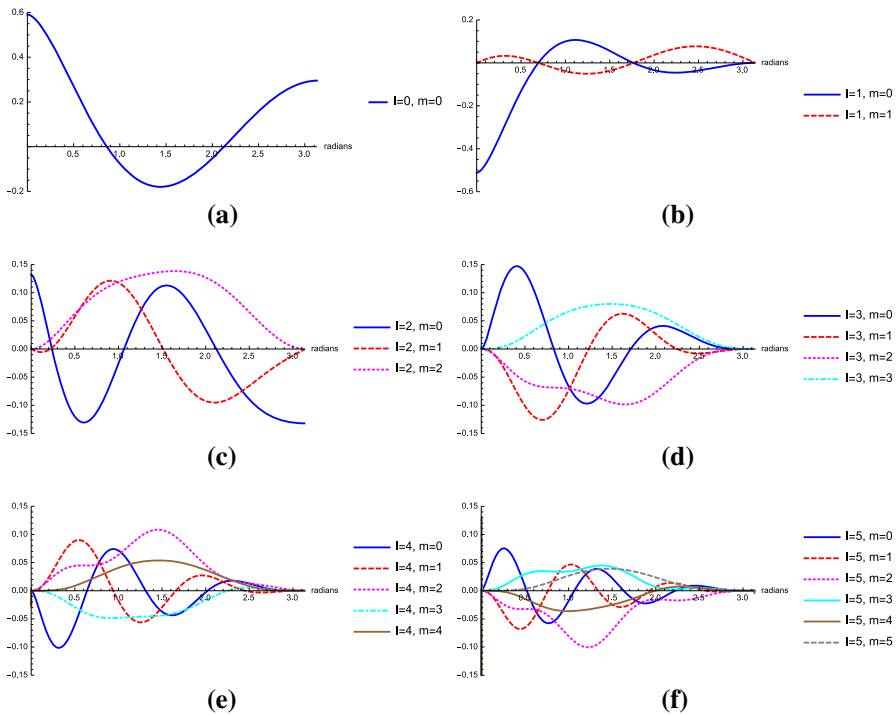 0.6
0.4
0.2
-0.2
0.5 1.0 1.5 2.0 2.5 3.0
radians
l=0, m=0
(a)
0.2
-0.2
-0.4
-0.6
0.5 1.0 1.5 2.0 2.5 3.0
radians
l=1, m=0
l=1, m=1
(b)
0.15
0.10
0.05
0.00
-0.05
-0.10
-0.15
0.5 1.0 1.5 2.0 2.5 3.0
radians
l=2, m=0
l=2, m=1
l=2, m=2
(c)
0.15
0.10
0.05
0.00
-0.05
-0.10
-0.15
0.5 1.0 1.5 2.0 2.5 3.0
radians
l=3, m=0
l=3, m=1
l=3, m=2
l=3, m=3
(d)
0.15
0.10
0.05
0.00
-0.05
-0.10
-0.15
0.5 1.0 1.5 2.0 2.5 3.0
radians
l=4, m=0
l=4, m=1
l=4, m=2
l=4, m=3
l=4, m=4
(e)
0.15
0.10
0.05
0.00
-0.05
-0.10
-0.15
0.5 1.0 1.5 2.0 2.5 3.0
radians
l=5, m=0
l=5, m=1
l=5, m=2
l=5, m=3
l=5, m=4
l=5, m=5
(f)